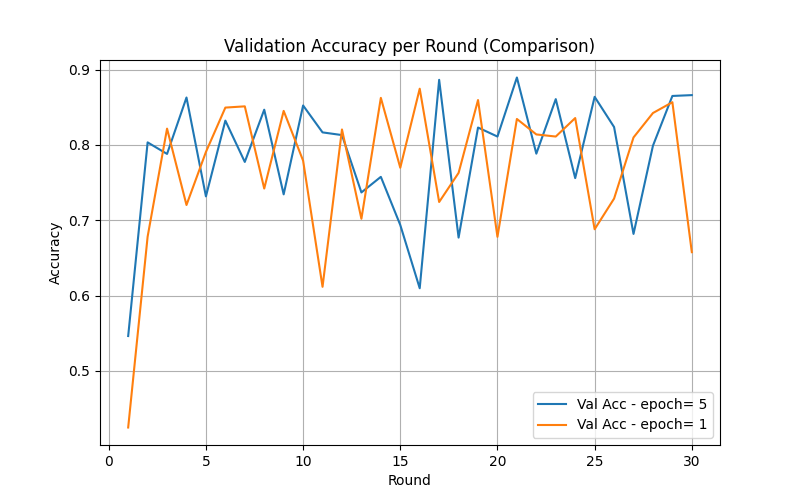 Validation Accuracy per Round (Comparison)
0.9
0.8
0.7
0.6
0.5
Accuracy
0 5 10 15 20 25 30
Round
Val Acc - epoch= 5
Val Acc - epoch= 1